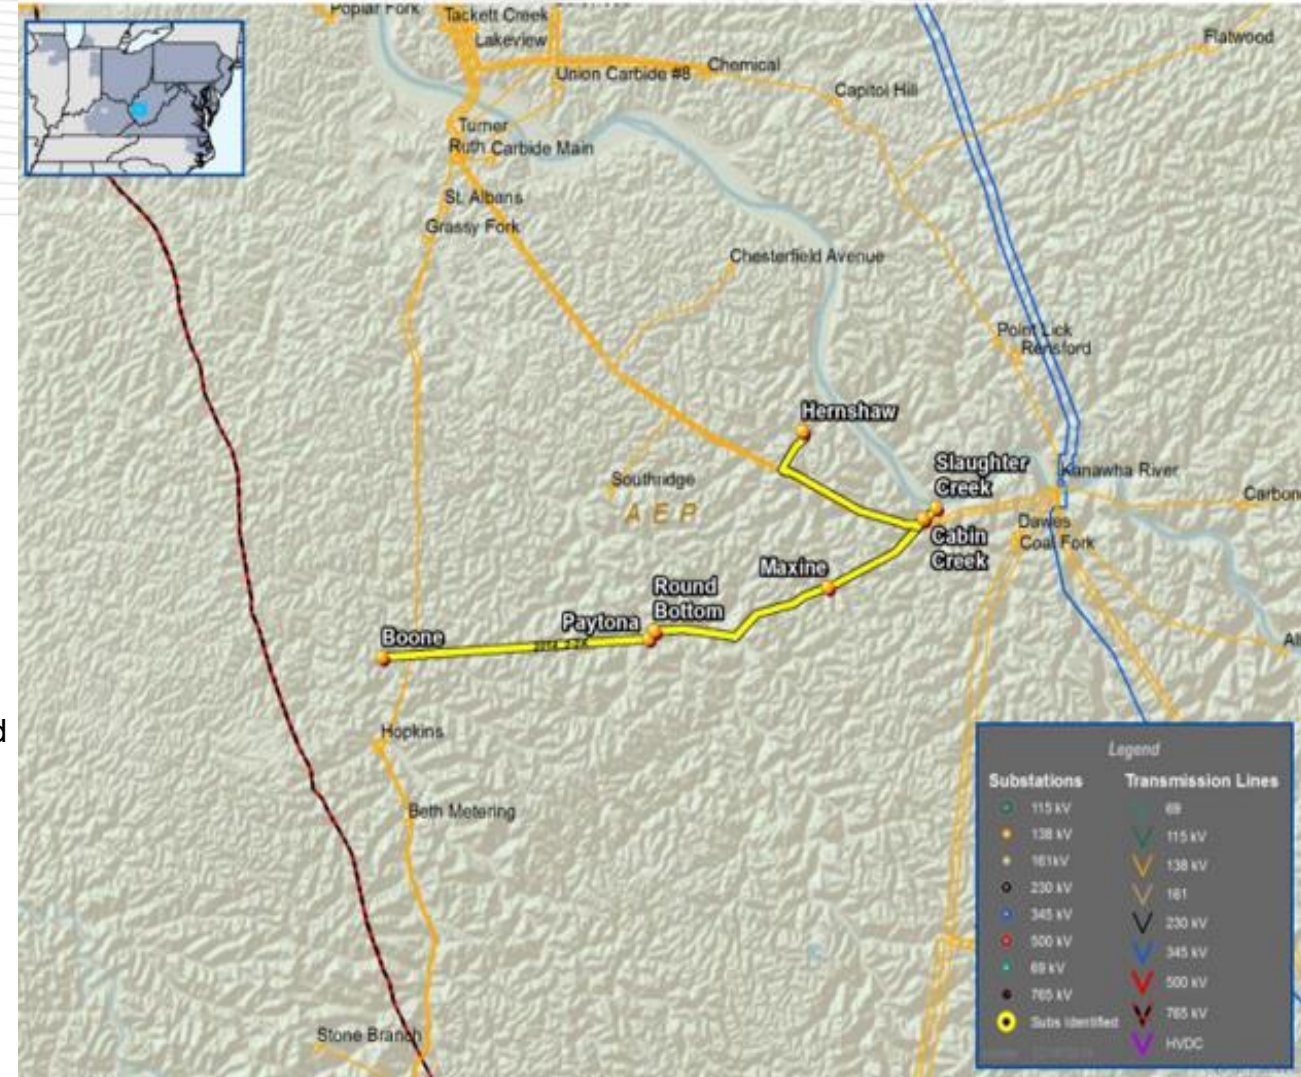 Poplar Fork
Tackett Creek
Lakeview
Flatwood
Union Carbide #8
Chemical
Capitol Hill
Turner
Ruth
Carbide Main
St. Albans
Grassy Fork
Chesterfield Avenue
Point Lick
Rensford
Hernshaw
Slaughter
Creek
Kanawha River
Southridge
Carbon
AEP
Dawes
Cabin
Creek
Coal Fork
Maxine
Round
Bottom
Paytona
Boone
Al
d
Hopkins
Beth Metering
Stone Branch
Legend
Substations
115 kV
138 kV
161kV
230 kV
345 kV
500 kV
69 kV
765 kV
Subs Identified
Transmission Lines
69
115 kV
138 kV
161
230 kV
345 kV
500 kV
765 kV
HVDC